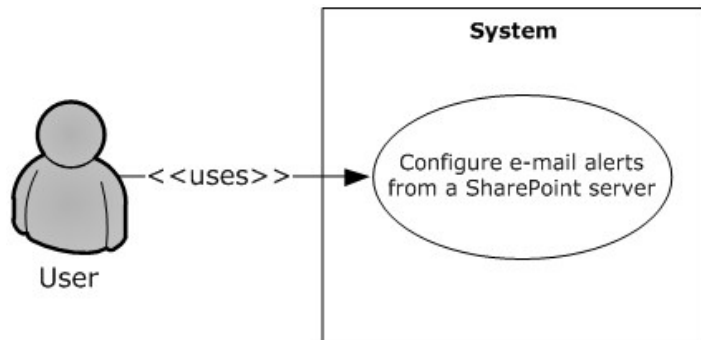 System
Configure e-mail alerts
from a SharePoint server
<<uses>>
User